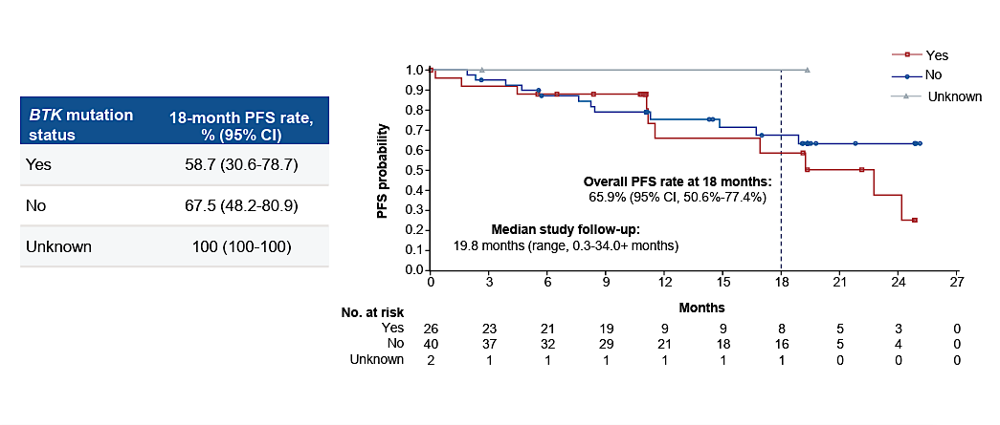 BTK mutation status
18-month PFS rate, % (95% CI)
Yes 58.7 (30.6-78.7)
No 67.5 (48.2-80.9)
Unknown 100 (100-100)
Yes
No
Unknown
PFS probability
1.0
0.9
0.8
0.7
0.6
0.5
0.4
0.3
0.2
0.1
0.0
Overall PFS rate at 18 months:
65.9% (95% CI, 50.6%-77.4%)
Median study follow-up:
19.8 months (range, 0.3-34.0+ months)
0 3 6 9 12 15 18 21 24 27
Months
No. at risk
Yes 26 23 21 19 9 9 8 5 3 0
No 40 37 32 29 21 18 16 5 4 0
Unknown 2 1 1 1 1 1 1 0 0 0